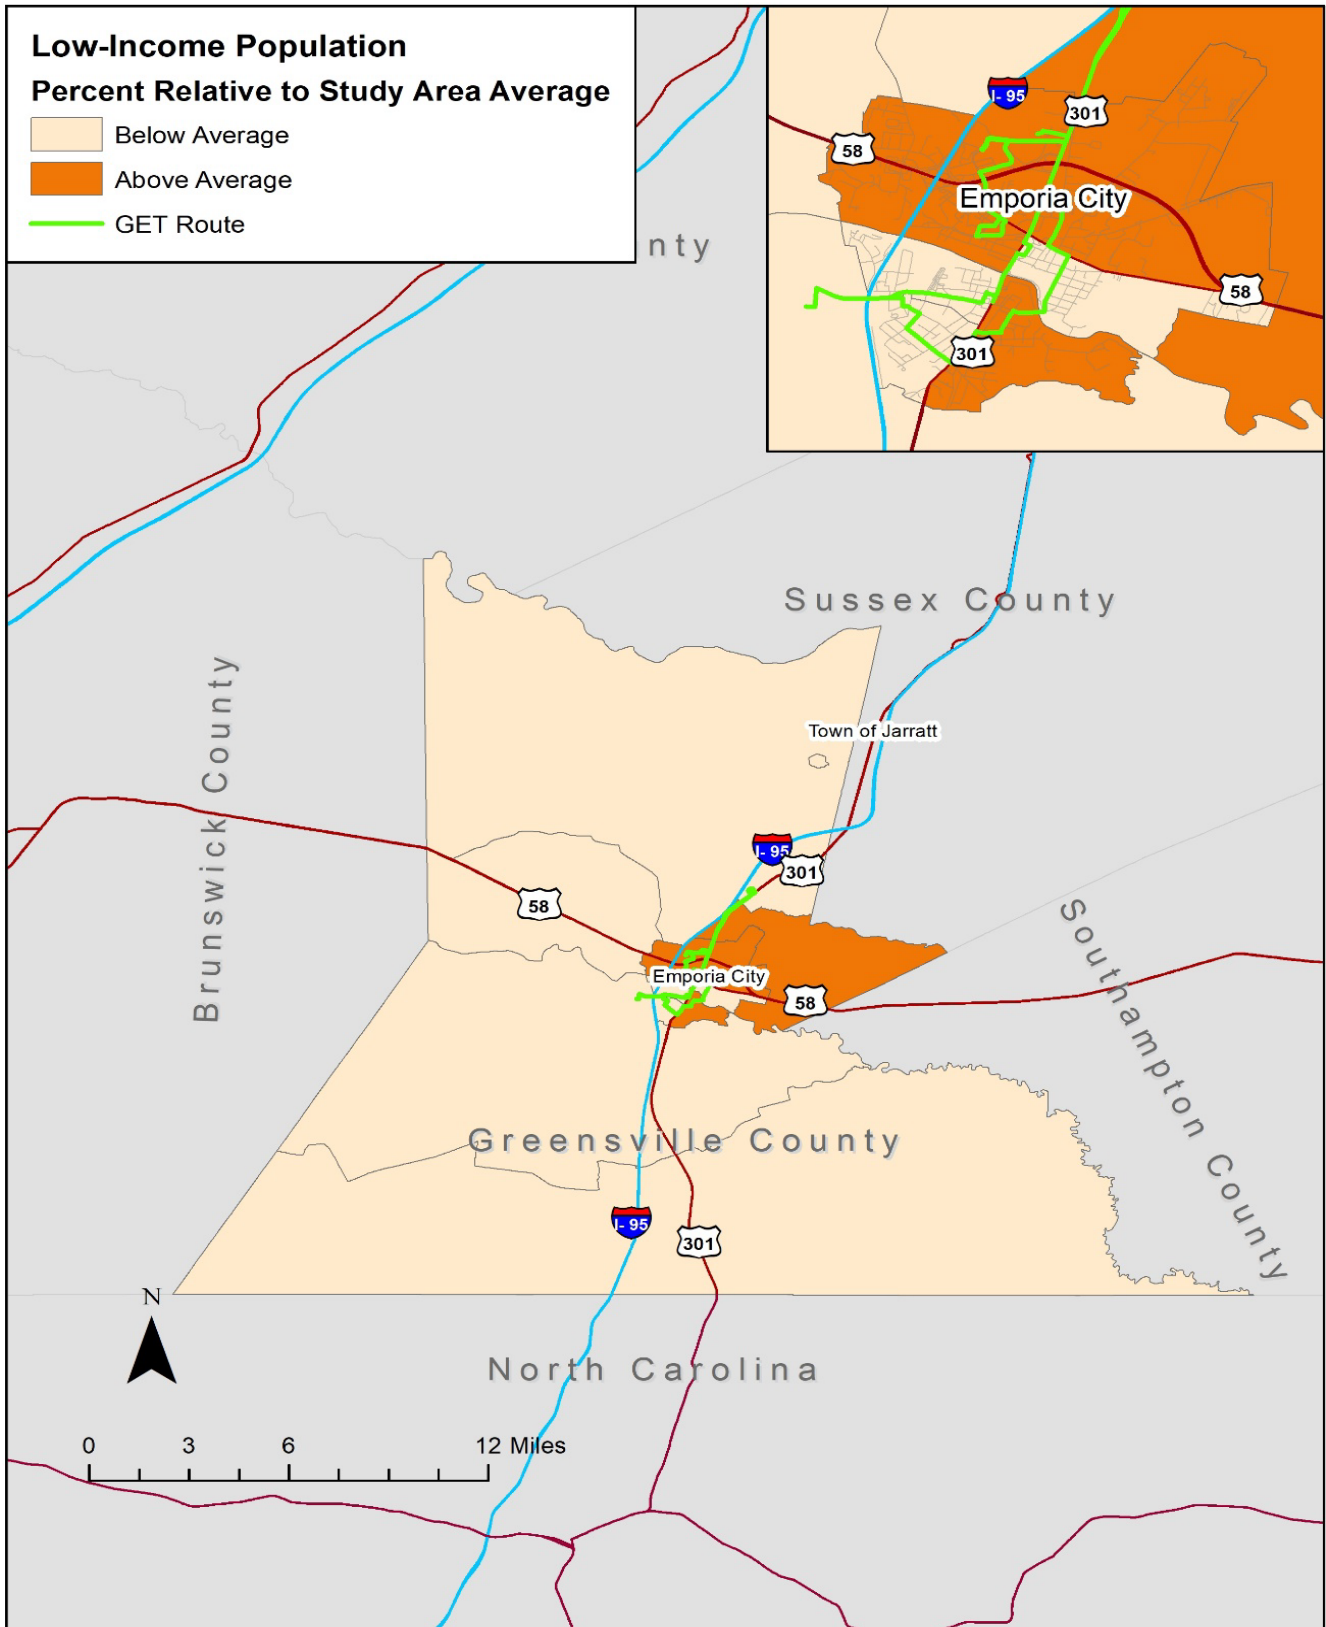 Low-Income Population
Percent Relative to Study Area Average
Below Average
Above Average
GET Route
I-95
301
58
Emporia City
58
301
nty
Sussex County
Brunswick County
Town of Jarratt
I-95
301
58
Emporia City
58
Southampton County
Greensville County
I-95
301
N
North Carolina
0 3 6 12 Miles